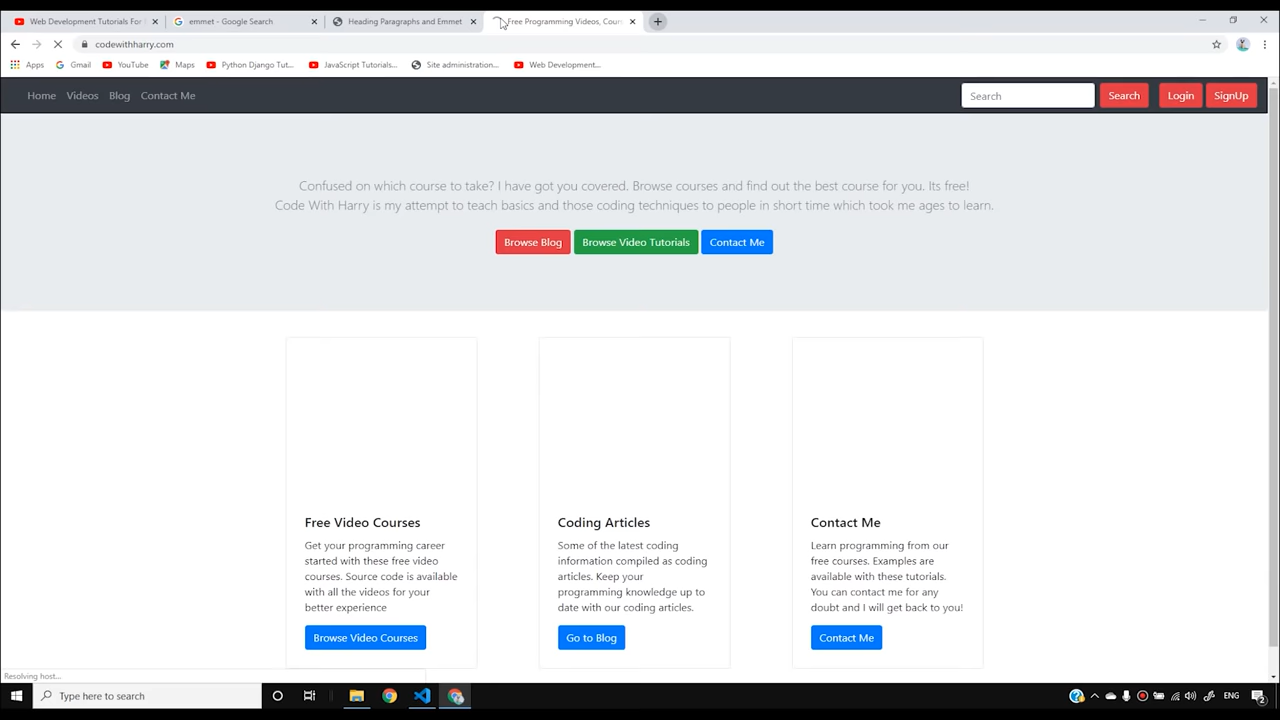 Web Development Tutorials For
emmet - Google Search
Heading Paragraphs and Emmet
Free Programming Videos, Cour
codewithharry.com
Apps
Gmail
YouTube
Maps
Python Django Tut...
JavaScript Tutorials...
Site administration...
Web Development...
Home
Videos
Blog
Contact Me
Search
Search
Login
SignUp
Confused on which course to take? I have got you covered. Browse courses and find out the best course for you. Its free!
Code With Harry is my attempt to teach basics and those coding techniques to people in short time which took me ages to learn.
Browse Blog
Browse Video Tutorials
Contact Me
Free Video Courses
Get your programming career
started with these free video
courses. Source code is available
with all the videos for your
better experience
Browse Video Courses
Coding Articles
Some of the latest coding
information compiled as coding
articles. Keep your
programming knowledge up to
date with our coding articles.
Go to Blog
Contact Me
Learn programming from our
free courses. Examples are
available with these tutorials.
You can contact me for any
doubt and I will get back to you!
Contact Me
Resolving host...
Type here to search
ENG
2